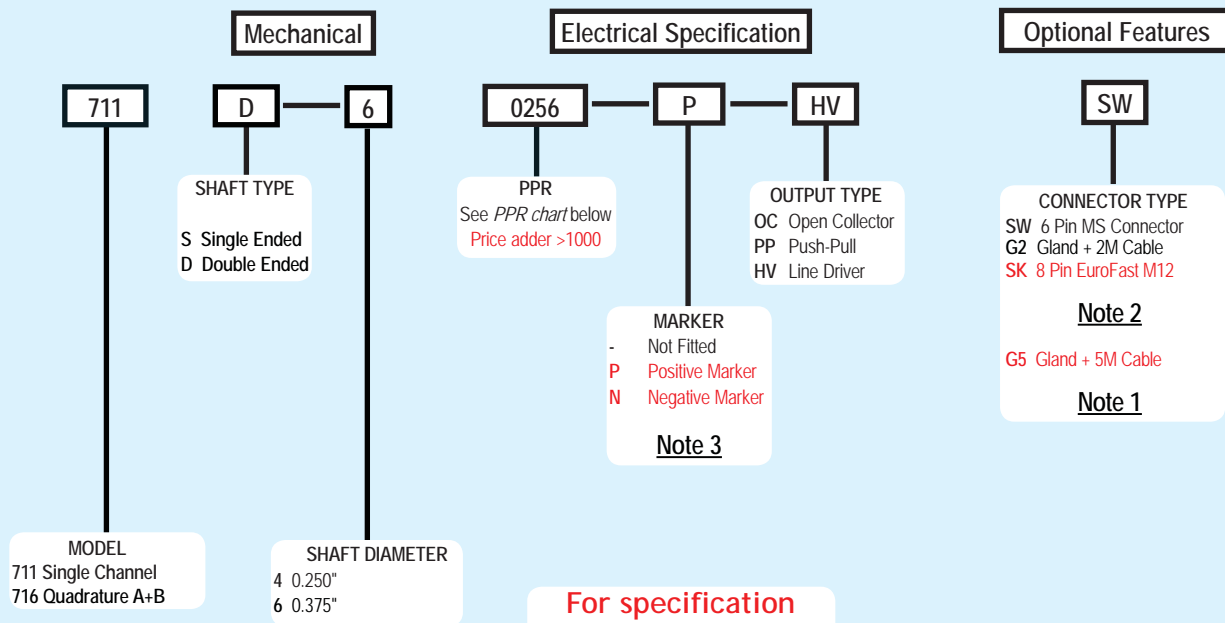 Mechanical
Electrical Specification
Optional Features
711
D
6
0256
P
HV
SW
SHAFT TYPE
S Single Ended
D Double Ended
PPR
See PPR chart below
Price adder >1000
OUTPUT TYPE
OC Open Collector
PP Push-Pull
HV Line Driver
CONNECTOR TYPE
SW 6 Pin MS Connector
G2 Gland + 2M Cable
SK 8 Pin EuroFast M12
Note 2
G5 Gland + 5M Cable
Note 1
MARKER
- Not Fitted
P Positive Marker
N Negative Marker
Note 3
MODEL
711 Single Channel
716 Quadrature A+B
SHAFT DIAMETER
4 0.250"
6 0.375"
For specification